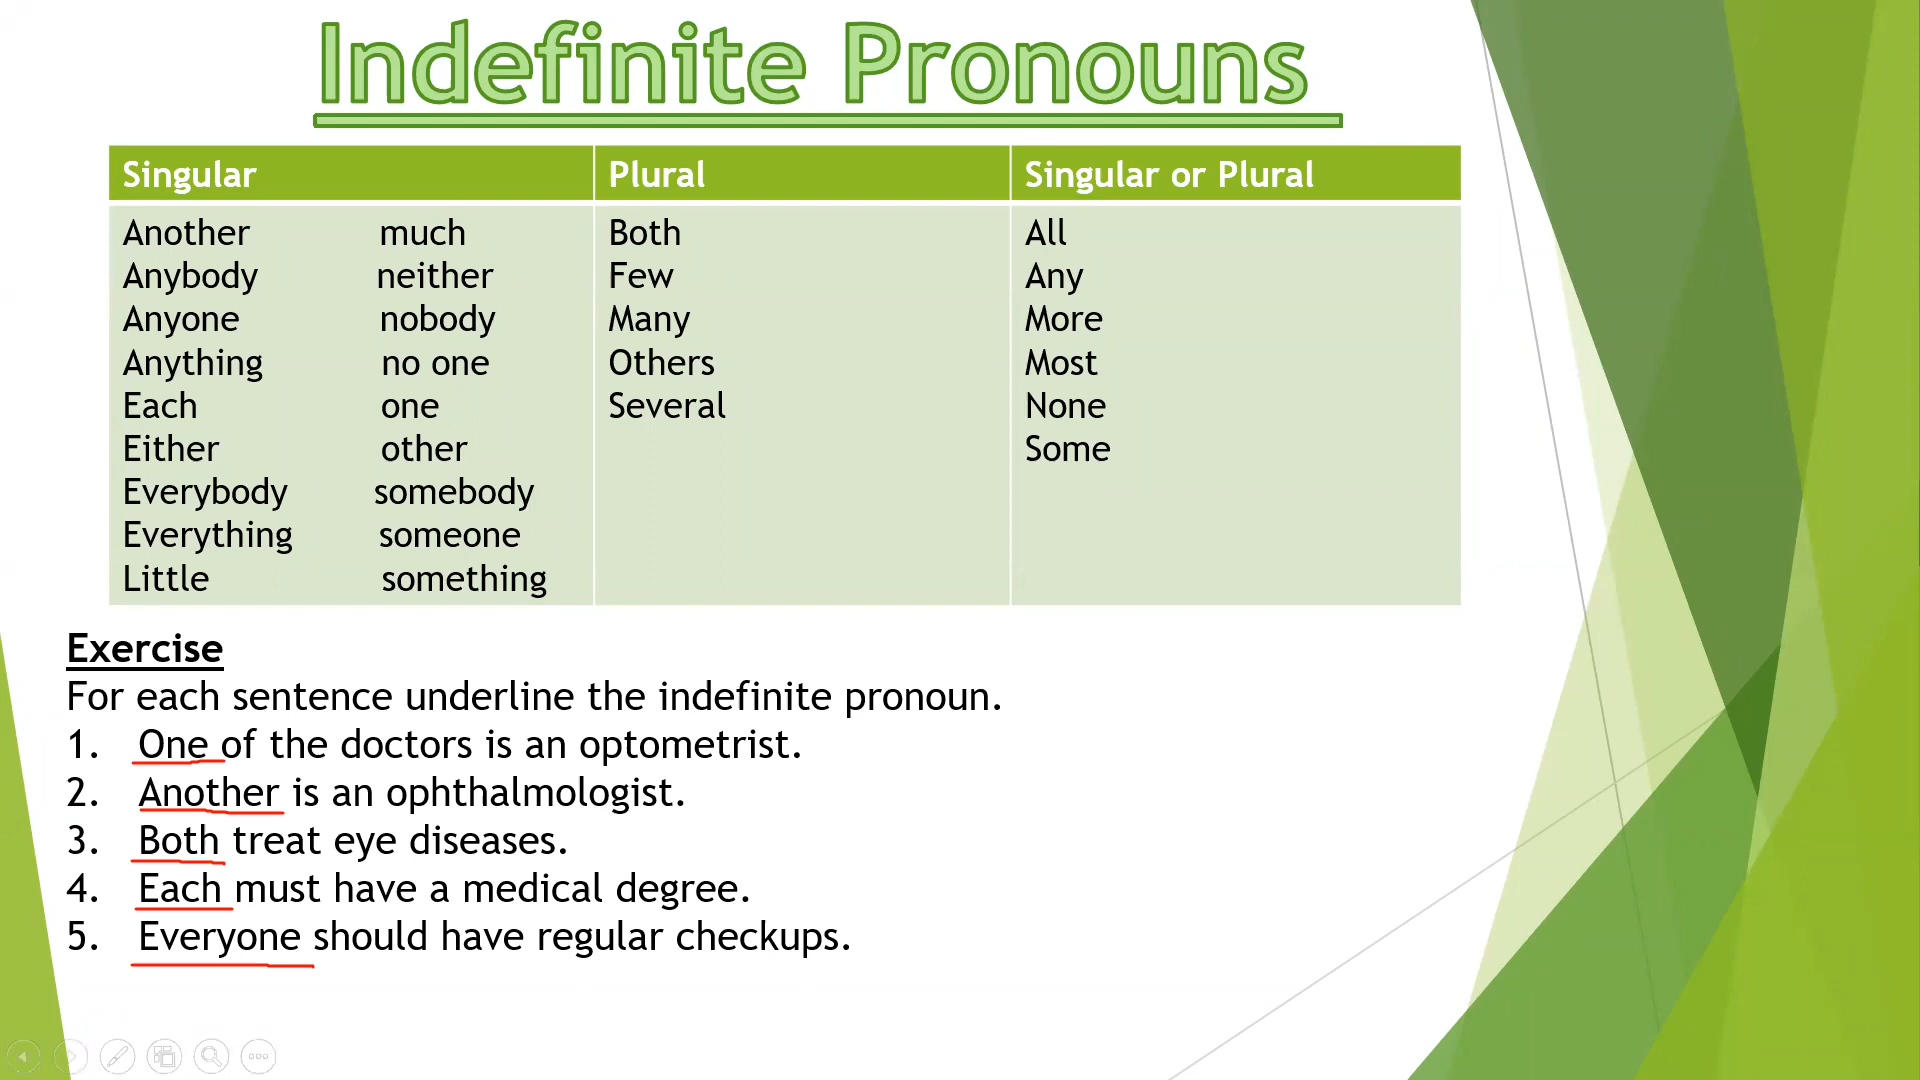 Indefinite Pronouns
Singular Plural Singular or Plural
Another much Both All
Anybody neither Few Any
Anyone nobody Many More
Anything no one Others Most
Each one Several None
Either other Some
Everybody somebody
Everything someone
Little something
Exercise
For each sentence underline the indefinite pronoun.
1. One of the doctors is an optometrist.
2. Another is an ophthalmologist.
3. Both treat eye diseases.
4. Each must have a medical degree.
5. Everyone should have regular checkups.